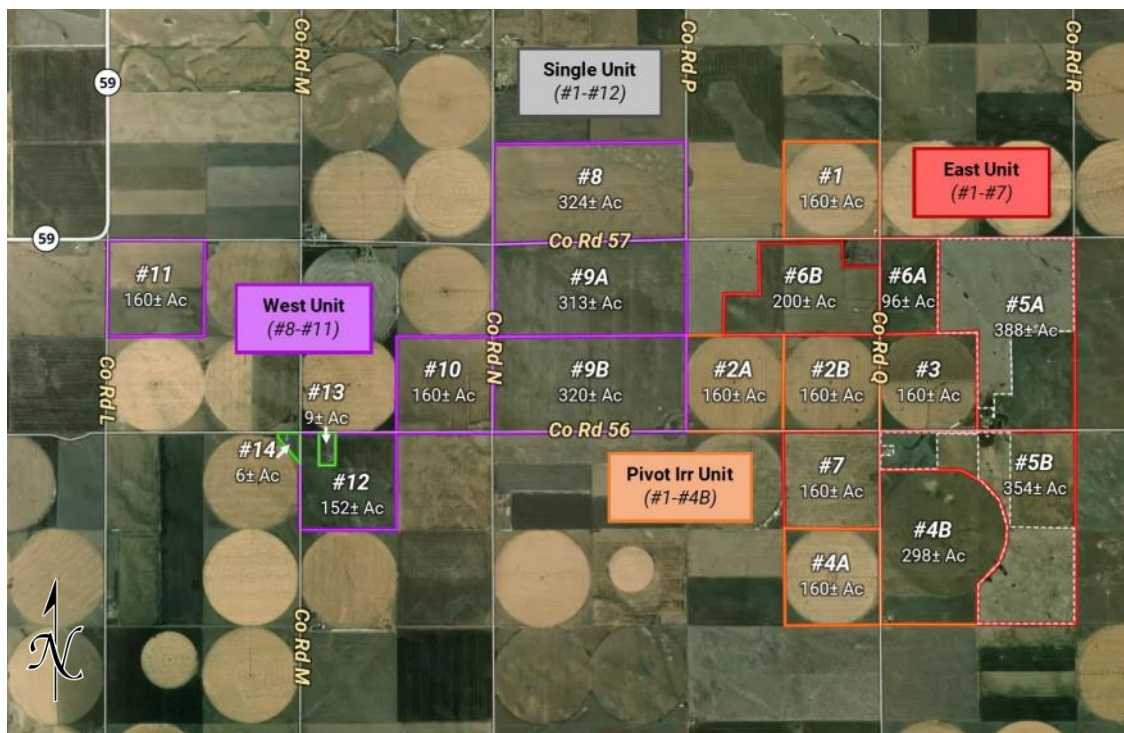 59
Co Rd M
Single Unit
(#1-#12)
Co Rd P
Co Rd R
#8
324± Ac
#1
160± Ac
East Unit
(#1-#7)
59
Co Rd 57
#11
160± Ac
West Unit
(#8-#11)
#9A
313± Ac
#6B
200± Ac
#6A
96± Ac
#5A
388± Ac
Co Rd L
Co Rd N
Co Rd Q
#13
9± Ac
#10
160± Ac
#9B
320± Ac
#2A
160± Ac
#2B
160± Ac
#3
160± Ac
Co Rd 56
#14
6± Ac
#12
152± Ac
Pivot Irr Unit
(#1-#4B)
#7
160± Ac
#5B
354± Ac
#4B
298± Ac
#4A
160± Ac
Co Rd M
N